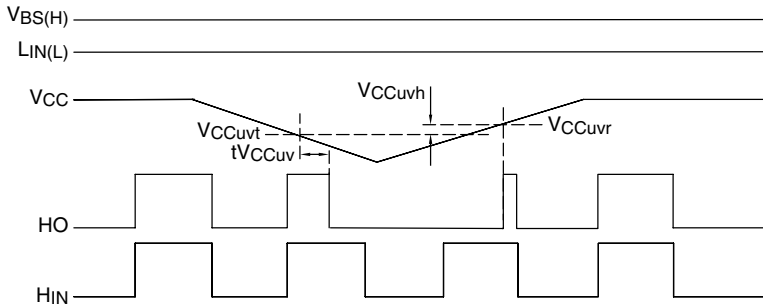 VBS(H)
LIN(L)
VCCuvh
VCC
VCCuvt
VCCuvr
tVCCuv
HO
HIN